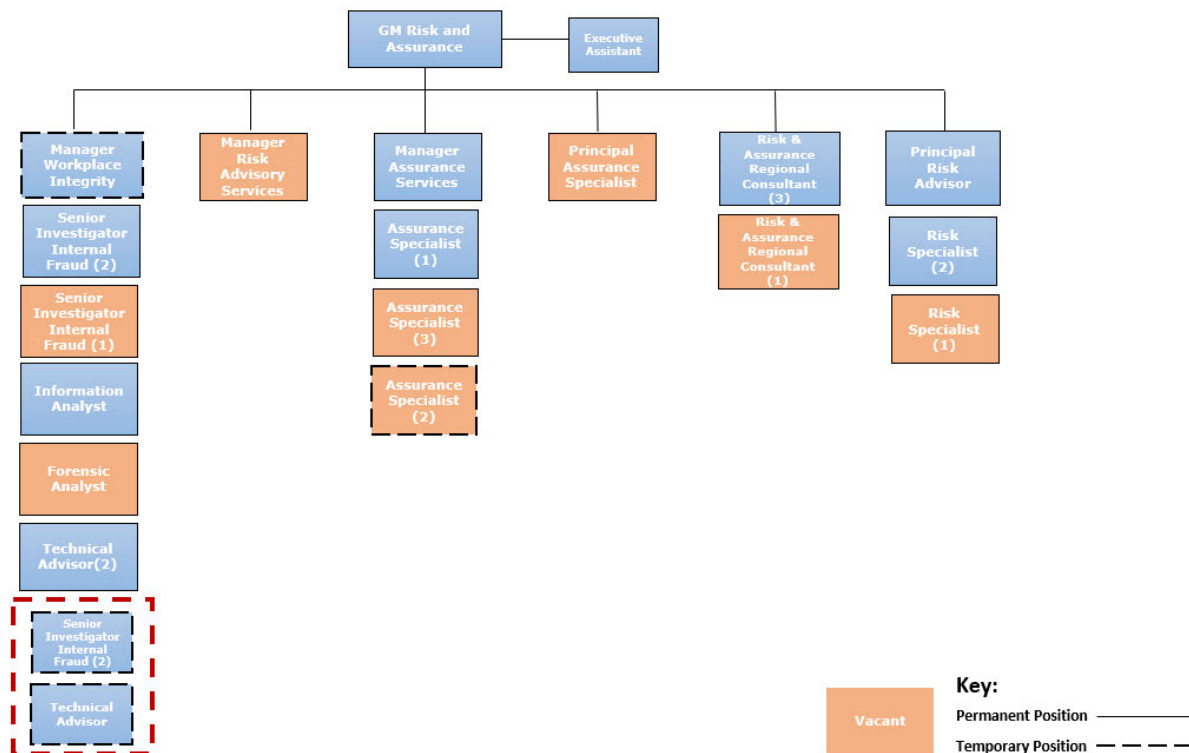 GM Risk and
Assurance
Executive
Assistant
Manager
Workplace
Integrity
Senior
Investigator
Internal
Fraud (2)
Senior
Investigator
Internal
Fraud (1)
Information
Analyst
Forensic
Analyst
Technical
Advisor(2)
Senior
Investigator
Internal
Fraud (2)
Technical
Advisor
Manager
Risk
Advisory
Services
Manager
Assurance
Services
Assurance
Specialist
(1)
Assurance
Specialist
(3)
Assurance
Specialist
(2)
Principal
Assurance
Specialist
Risk &
Assurance
Regional
Consultant
(3)
Risk &
Assurance
Regional
Consultant
(1)
Principal
Risk
Advisor
Risk
Specialist
(2)
Risk
Specialist
(1)
Vacant
Key:
Permanent Position
Temporary Position